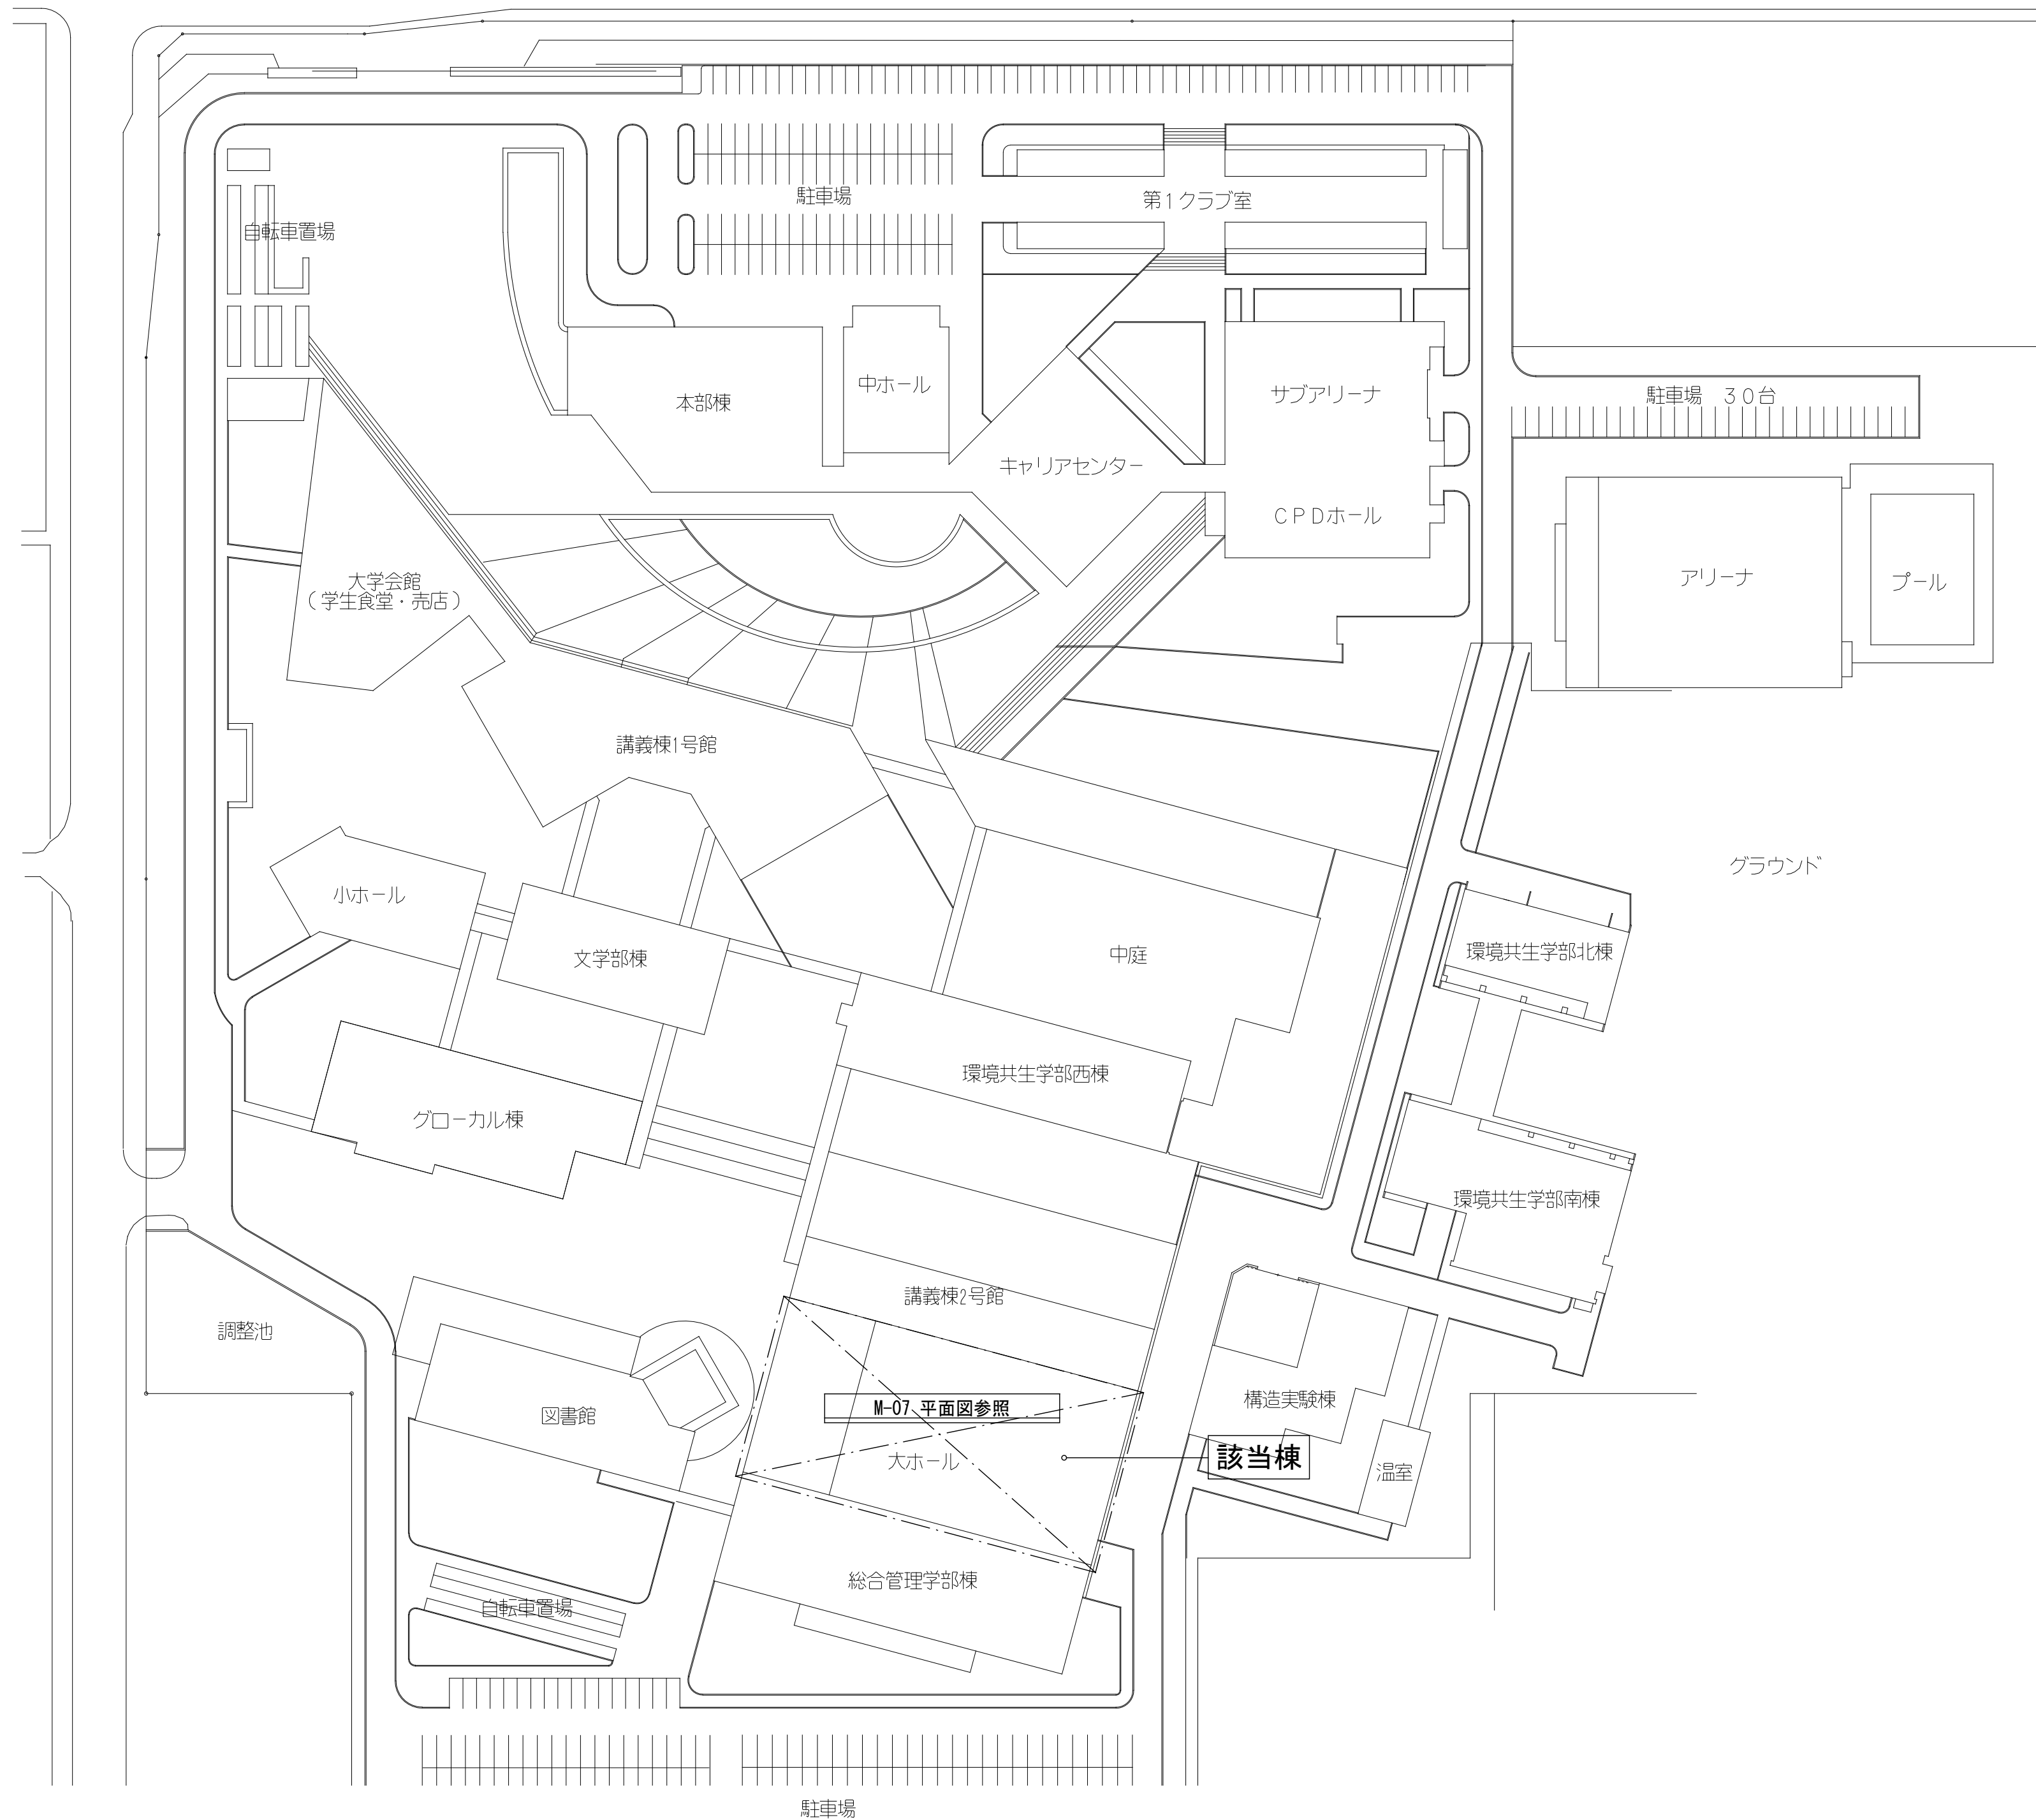 駐車場
第1クラブ室
自転車置場
中ホール
本部棟
サブアリーナ
駐車場　30台
キャリアセンター
CPDホール
アリーナ
プール
大学会館
(学生食堂・売店)
講義棟1号館
グラウンド
小ホール
文学部棟
中庭
環境共生学部北棟
環境共生学部西棟
グローカル棟
環境共生学部南棟
講義棟2号館
調整池
構造実験棟
M-07 平面図参照
図書館
大ホール
該当棟
温室
総合管理学部棟
自転車置場
駐車場